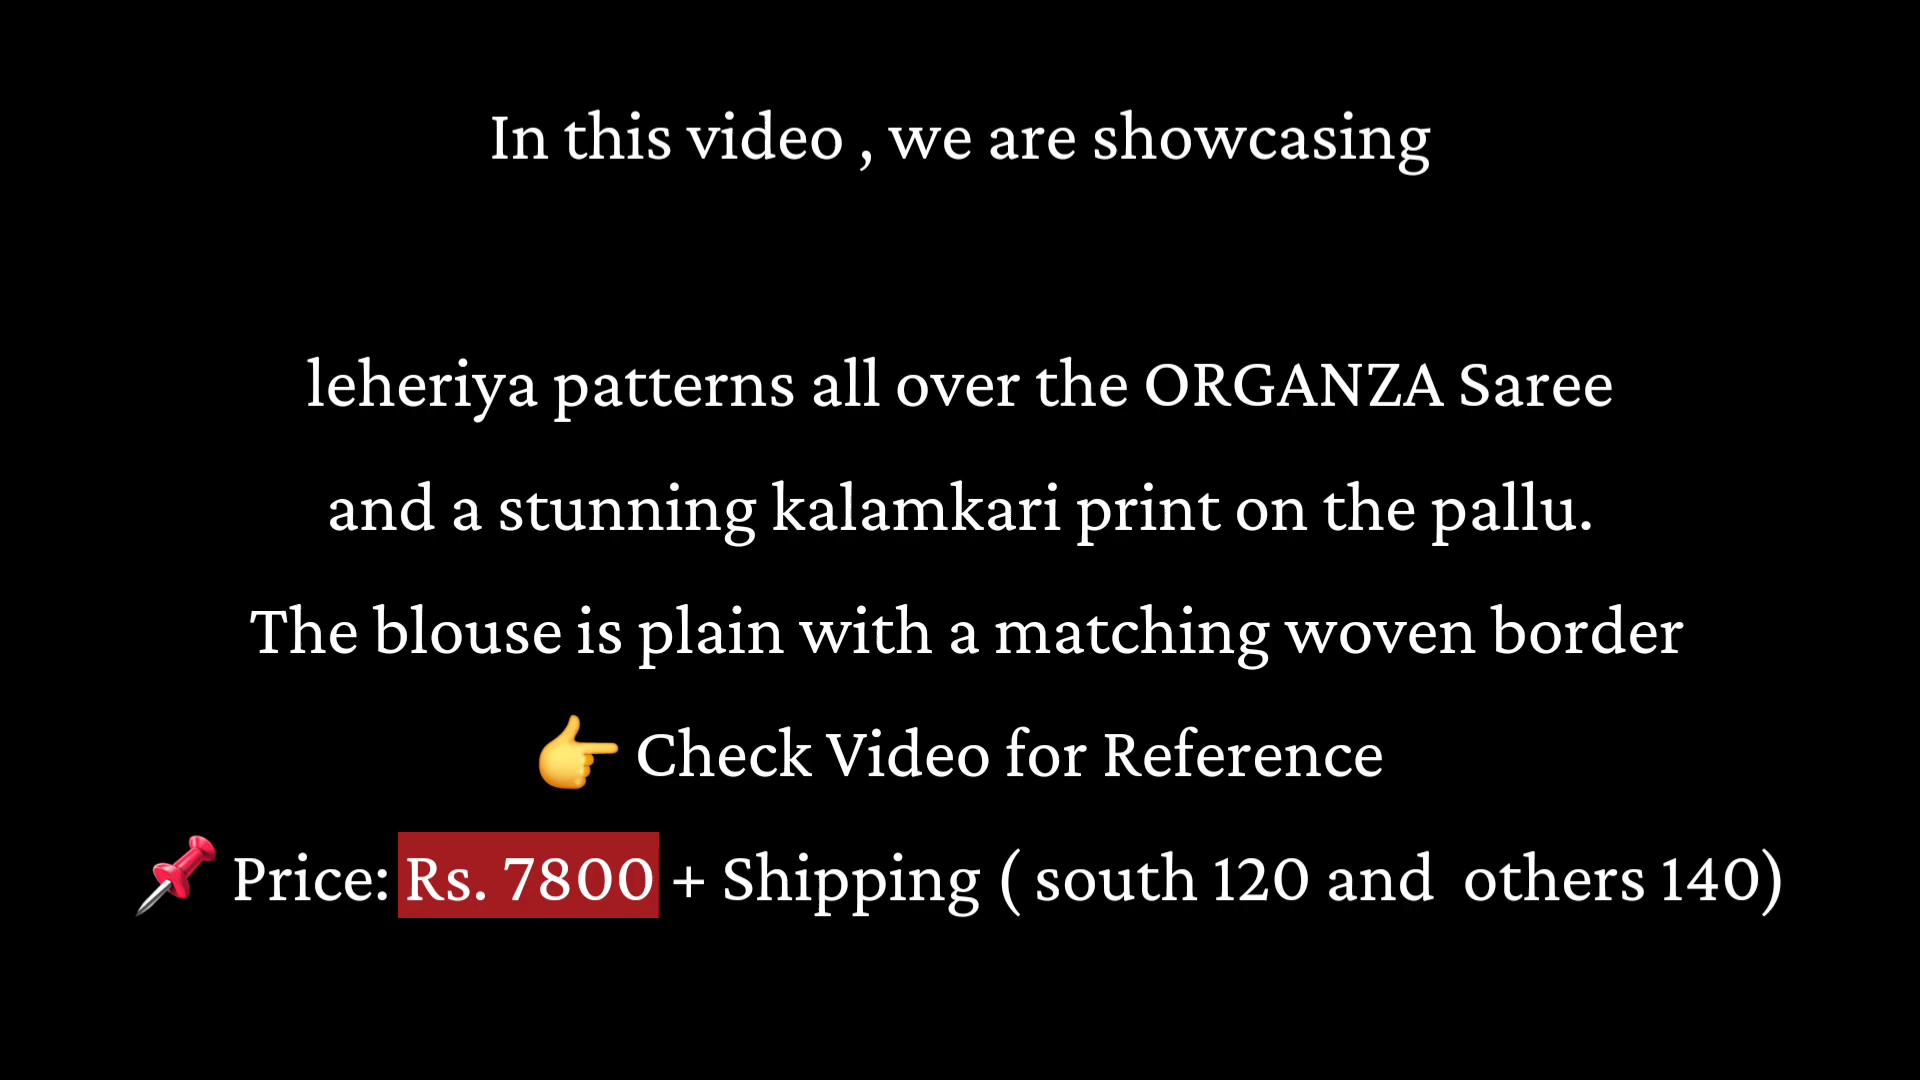 In this video , we are showcasing
leheriya patterns all over the ORGANZA Saree
and a stunning kalamkari print on the pallu.
The blouse is plain with a matching woven border
👉 Check Video for Reference
📌 Price: Rs. 7800 + Shipping ( south 120 and  others 140)